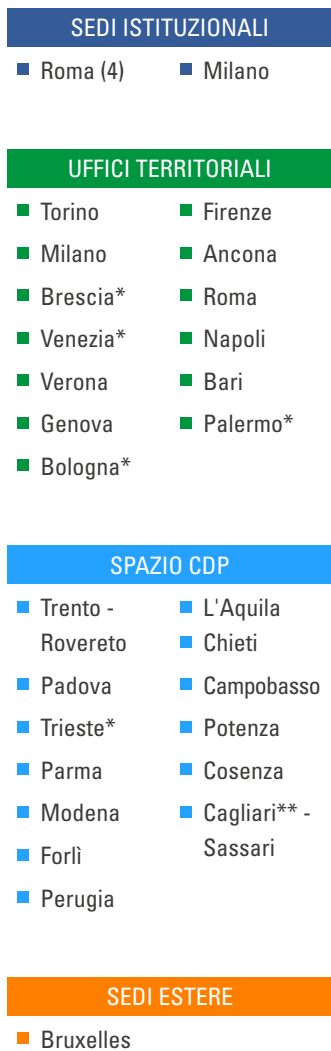 SEDI ISTITUZIONALI
Roma (4)
Milano
UFFICI TERRITORIALI
Torino
Milano
Brescia*
Venezia*
Verona
Genova
Bologna*
Firenze
Ancona
Roma
Napoli
Bari
Palermo*
SPAZIO CDP
Trento -
Rovereto
Padova
Trieste*
Parma
Modena
Forlì
Perugia
L'Aquila
Chieti
Campobasso
Potenza
Cosenza
Cagliari** -
Sassari
SEDI ESTERE
Bruxelles